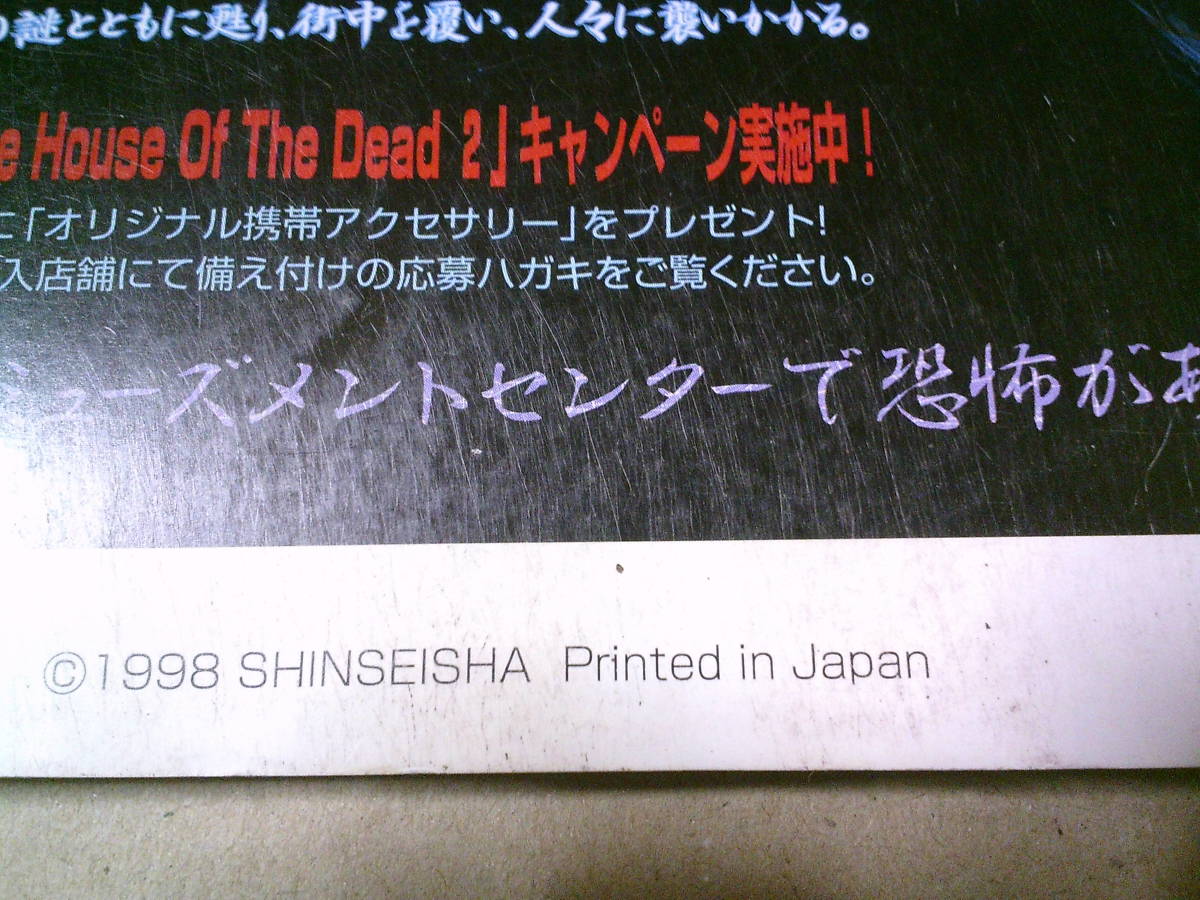 の謎とともに甦り、街中を覆い、人々に襲いかかる。
e House Of The Dead 2」キャンペーン実施中！
に「オリジナル携帯アクセサリー」をプレゼント！
入店舗にて備え付けの応募ハガキをご覧ください。
ューズメントセンターで恐怖があ
©1998 SHINSEISHA Printed in Japan